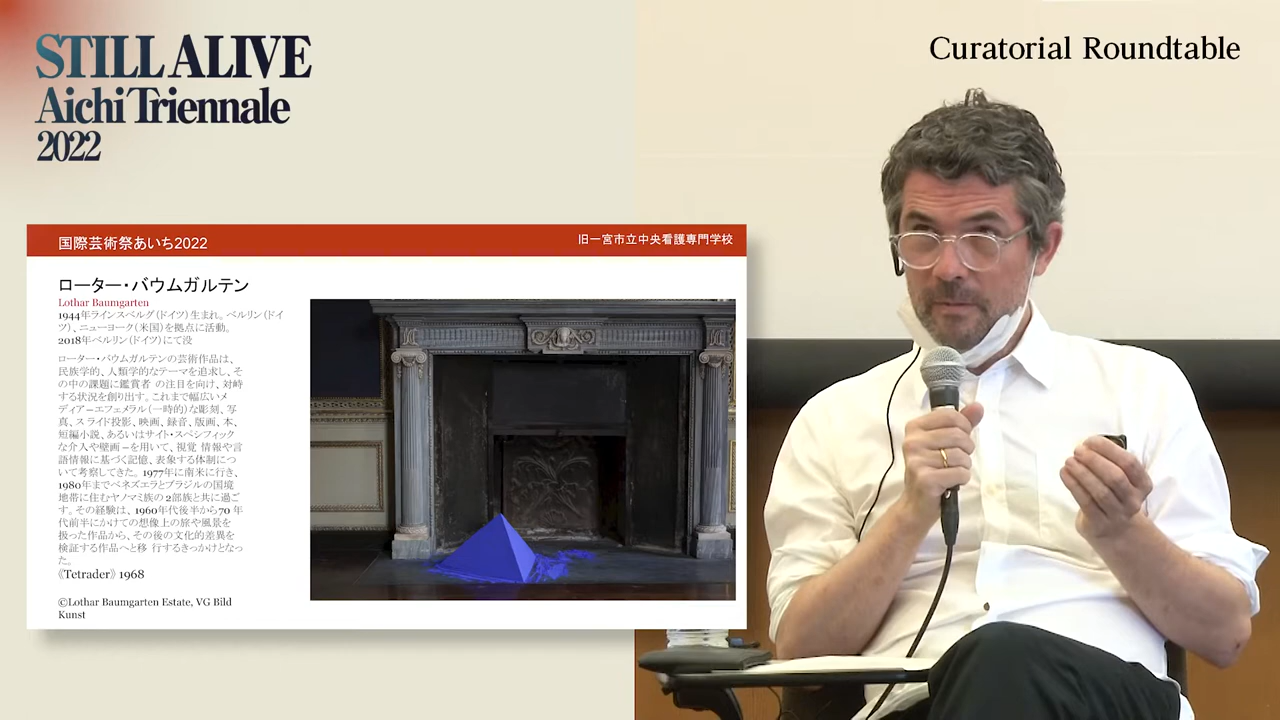 STILL ALIVE
Aichi Triennale
2022
Curatorial Roundtable
国際芸術祭あいち2022
旧一宮市立中央看護専門学校
ローター・バウムガルテン
Lothar Baumgarten
1944年ラインスベルグ（ドイツ）生まれ。ベルリン（ドイ
ツ）、ニューヨーク（米国）を拠点に活動。
2018年ベルリン（ドイツ）にて没
ローター・バウムガルテンの芸術作品は、
民族学的、人類学的なテーマを追求し、そ
の中の課題に鑑賞者 の注目を向け、対峙
する状況を創り出す。これまで幅広いメ
ディアーエフェメラル（一時的）な彫刻、写
真、スライド投影、映画、録音、版画、本、
短編小説、あるいはサイト・スペシフィック
な介入や壁画 –を用いて、視覚 情報や言
語情報に基づく記憶、表象する体制につ
いて考察してきた。1977年に南米に行き、
1980年までベネズエラとブラジルの国境
地帯に住むヤノマミ族の 2部族と共に過ご
す。その経験は、1960年代後半から70 年
代前半にかけての想像上の旅や風景を
扱った作品から、その後の文化的差異を
検証する作品へと移 行するきっかけとなっ
た。
《Tetrader》 1968
©Lothar Baumgarten Estate, VG Bild
Kunst